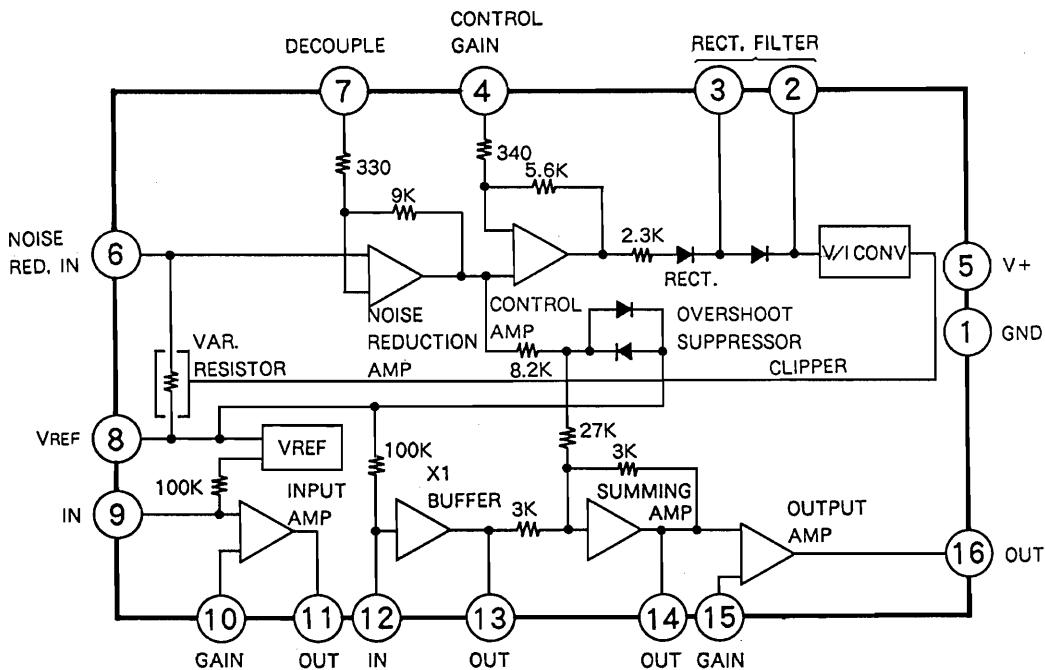 CONTROL
DECOUPLE
GAIN
RECT. FILTER
7
4
3
2
330
340
5.6K
9K
NOISE
RED. IN
6
2.3K
RECT.
V/I CONV
5
V+
NOISE
REDUCTION
AMP
CONTROL
AMP
8.2K
OVERSHOOT
SUPPRESSOR
1
GND
VAR.
RESISTOR
CLIPPER
VREF
8
VREF
100K
27K
3K
100K
IN
9
INPUT
AMP
X1
BUFFER
3K
SUMMING
AMP
OUTPUT
AMP
16
OUT
10
11
12
13
14
15
GAIN
OUT
IN
OUT
OUT
GAIN